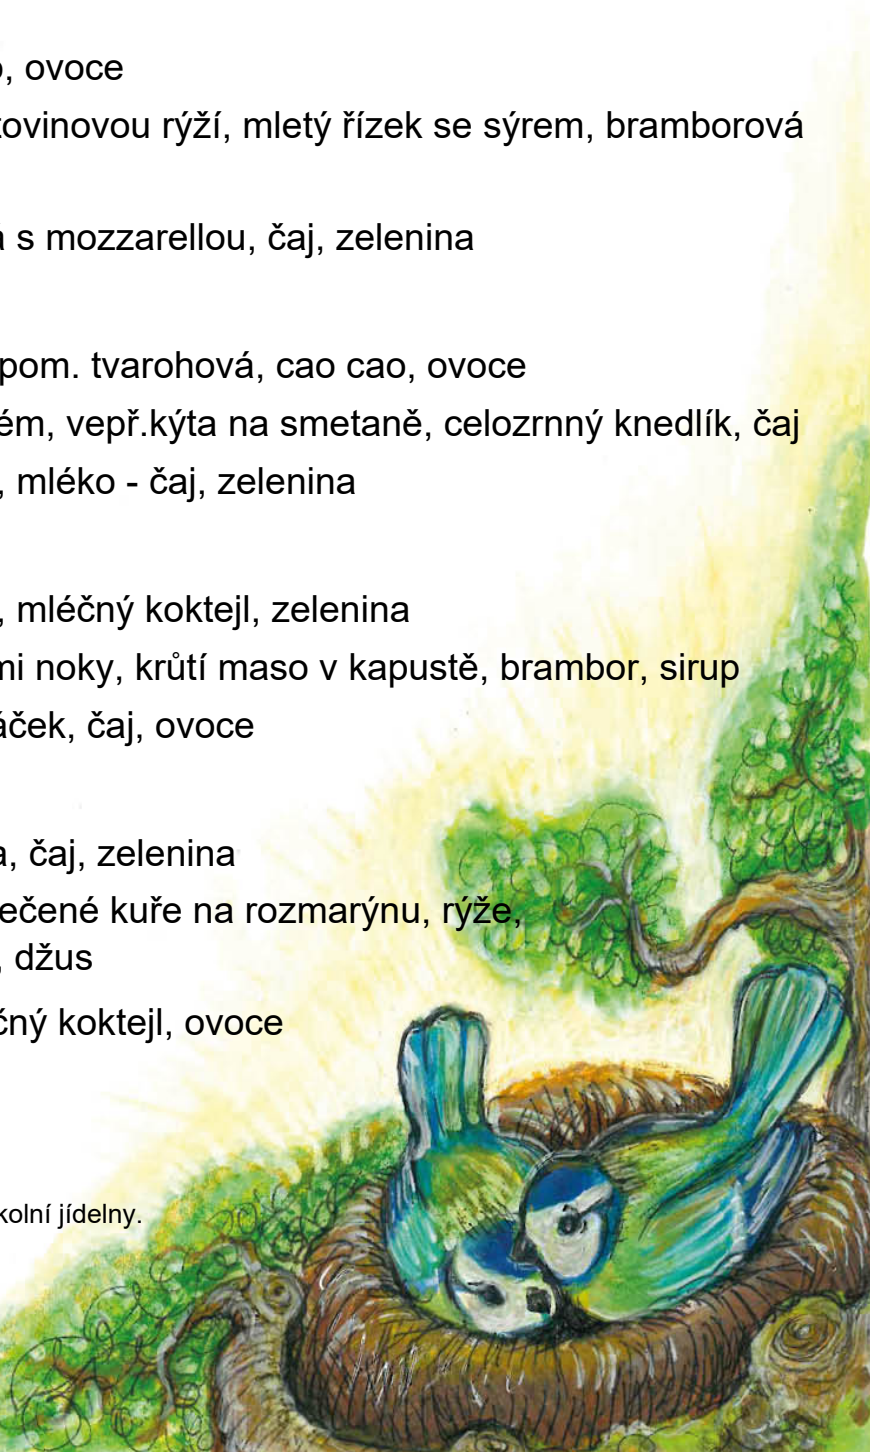 , ovoce
tovinovou rýží, mletý řízek se sýrem, bramborová
s mozzarellou, čaj, zelenina
pom. tvarohová, cao cao, ovoce
ém, vepř.kýta na smetaně, celozrnný knedlík, čaj
, mléko - čaj, zelenina
, mléčný koktejl, zelenina
mi noky, krůtí maso v kapustě, brambor, sirup
áček, čaj, ovoce
a, čaj, zelenina
ečené kuře na rozmarýnu, rýže,
, džus
čný koktejl, ovoce
kolní jídelny.